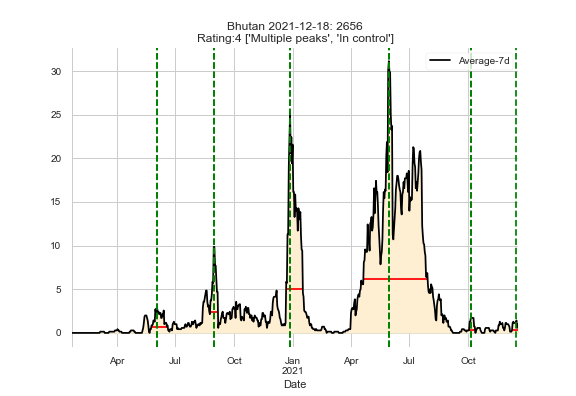 Bhutan 2021-12-18: 2656
Rating:4 ['Multiple peaks', 'In control']
Average-7d
30
25
20
15
10
5
0
Apr Jul Oct Jan Apr Jul Oct
2021
Date